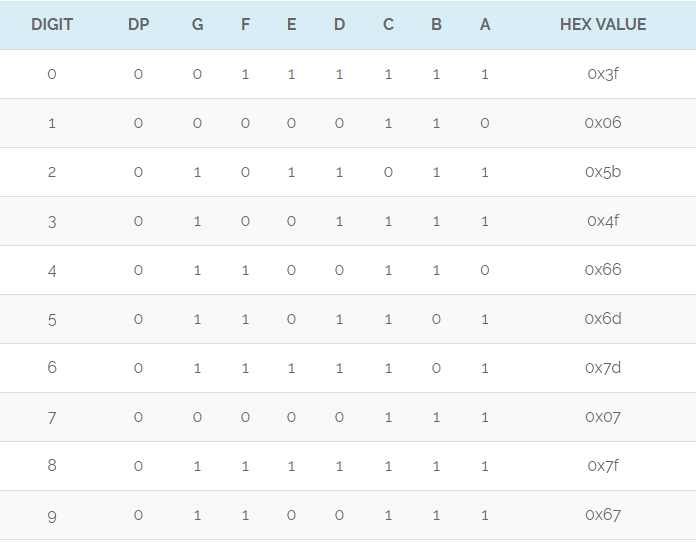 DIGIT DP G F E D C B A HEX VALUE
0 0 0 1 1 1 1 1 1 0x3f
1 0 0 0 0 0 1 1 0 0x06
2 0 1 0 1 1 0 1 1 0x5b
3 0 1 0 0 1 1 1 1 0x4f
4 0 1 1 0 0 1 1 0 0x66
5 0 1 1 0 1 1 0 1 0x6d
6 0 1 1 1 1 1 0 1 0x7d
7 0 0 0 0 0 1 1 1 0x07
8 0 1 1 1 1 1 1 1 0x7f
9 0 1 1 0 0 1 1 1 0x67